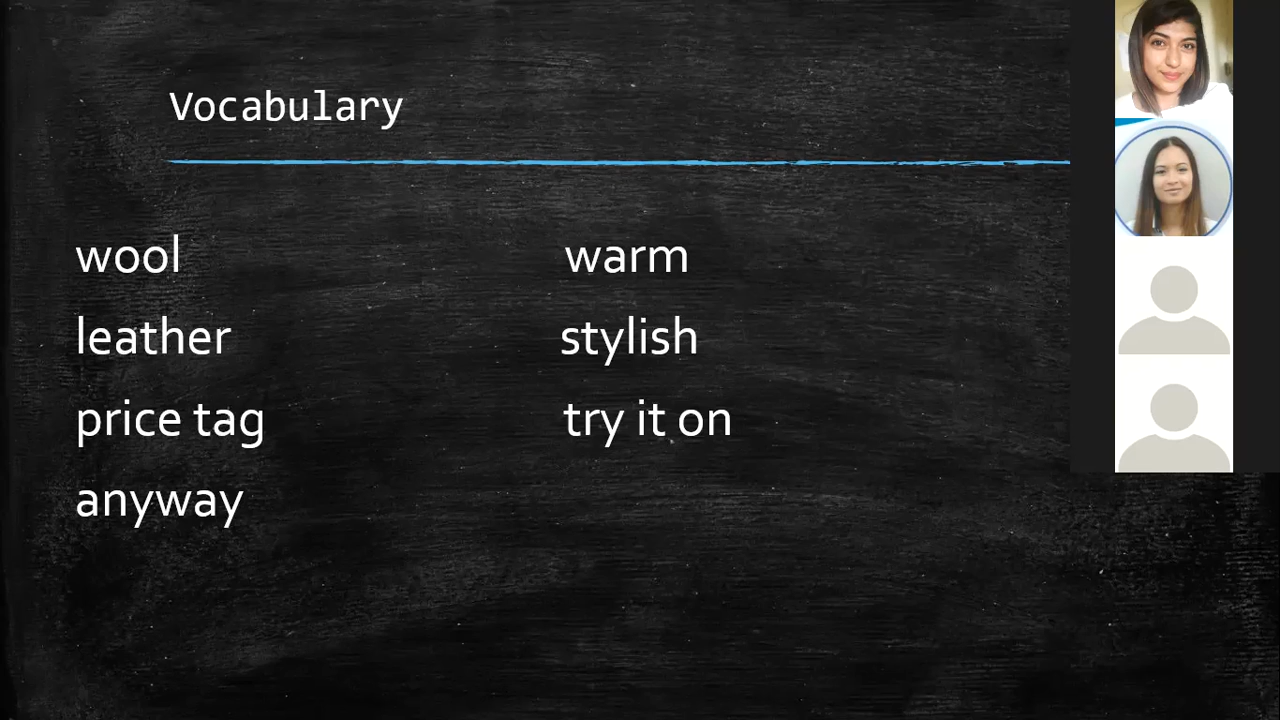 Vocabulary
wool
leather
price tag
anyway
warm
stylish
try it on